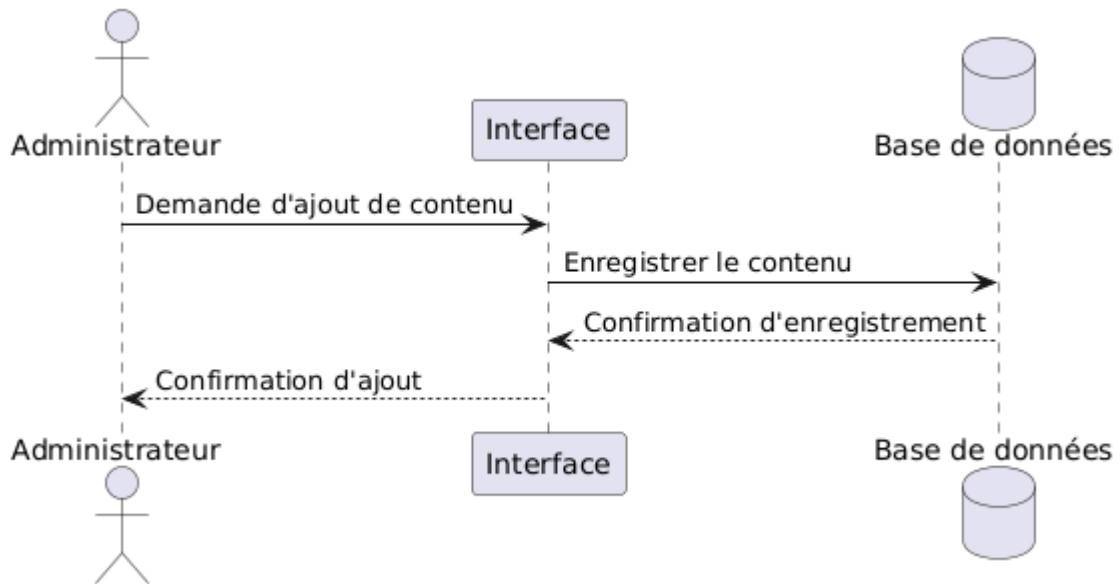 Administrateur
Interface
Base de données
Demande d'ajout de contenu
Enregistrer le contenu
Confirmation d'enregistrement
Confirmation d'ajout
Administrateur
Interface
Base de données